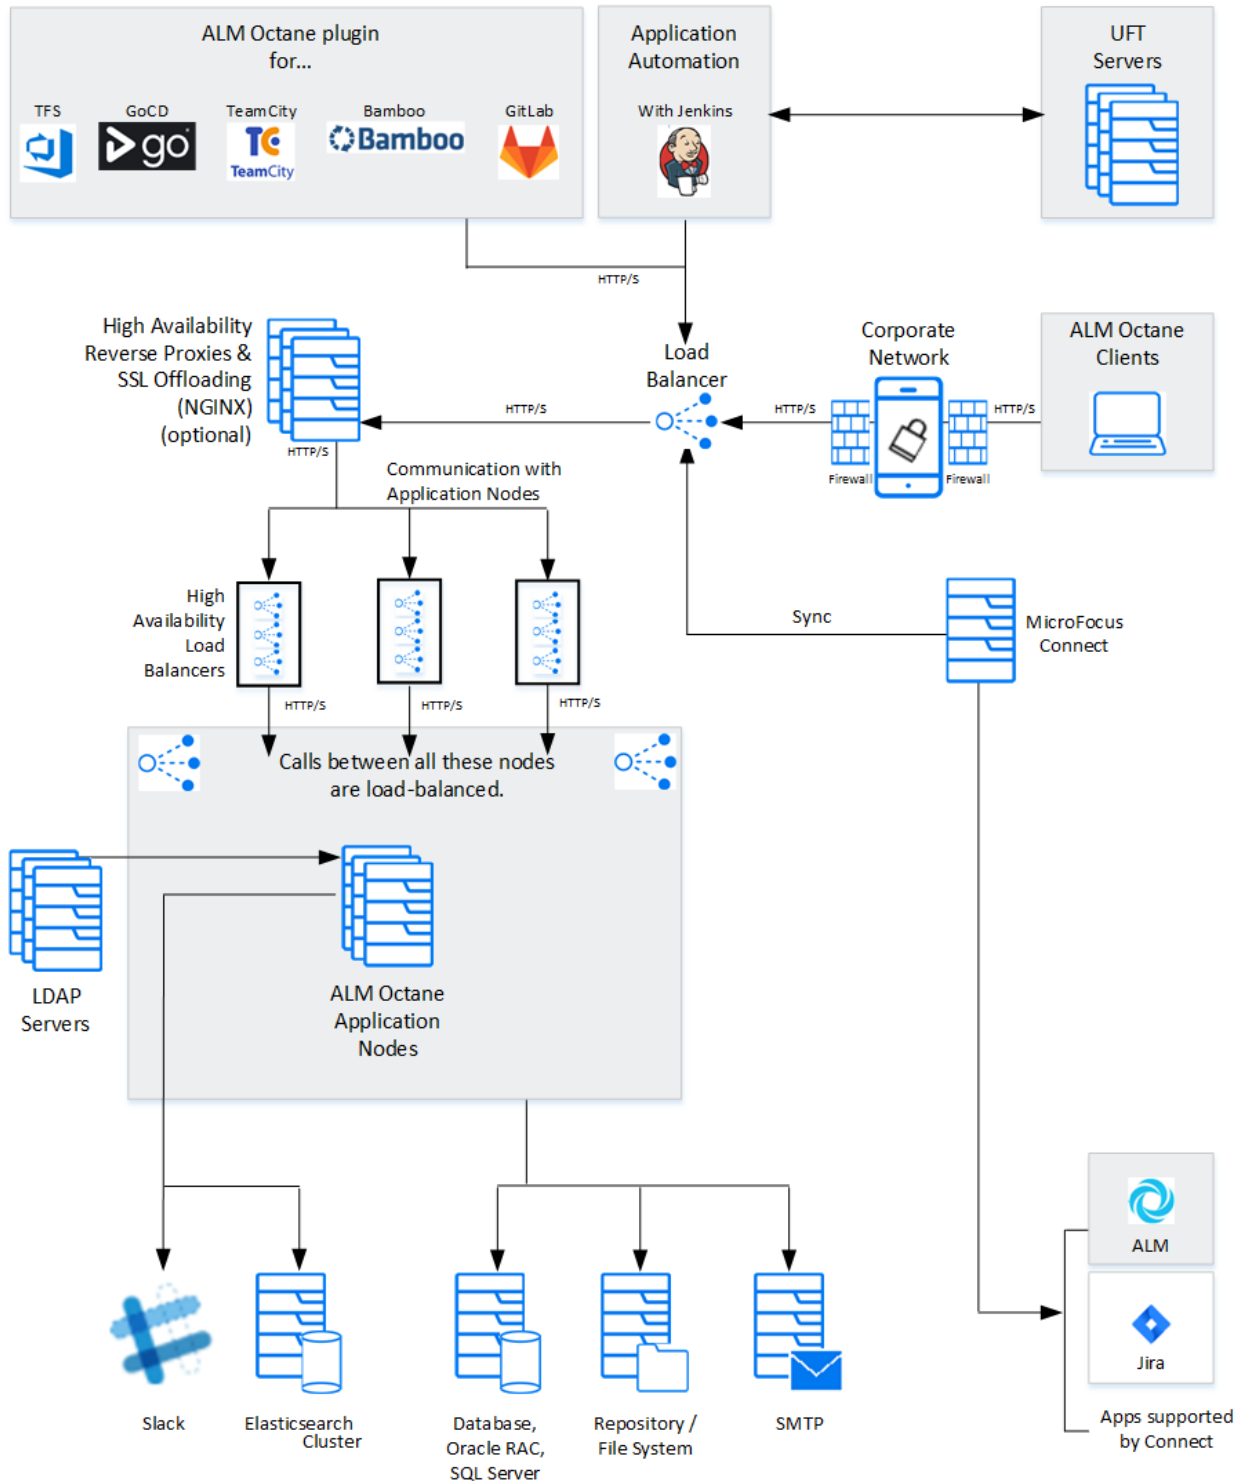 ALM Octane plugin
for...
TFS
GoCD
TeamCity
Bamboo
GitLab
go
TC
TeamCity
Bamboo
Application
Automation
With Jenkins
UFT
Servers
HTTP/S
High Availability
Reverse Proxies &
SSL Offloading
(NGINX)
(optional)
HTTP/S
HTTP/S
Load
Balancer
HTTP/S
Corporate
Network
Firewall
Firewall
HTTP/S
ALM Octane
Clients
Communication with
Application Nodes
High
Availability
Load
Balancers
HTTP/S
HTTP/S
HTTP/S
Sync
MicroFocus
Connect
Calls between all these nodes
are load-balanced.
LDAP
Servers
ALM Octane
Application
Nodes
ALM
Jira
Apps supported
by Connect
Slack
Elasticsearch
Cluster
Database,
Oracle RAC,
SQL Server
Repository /
File System
SMTP